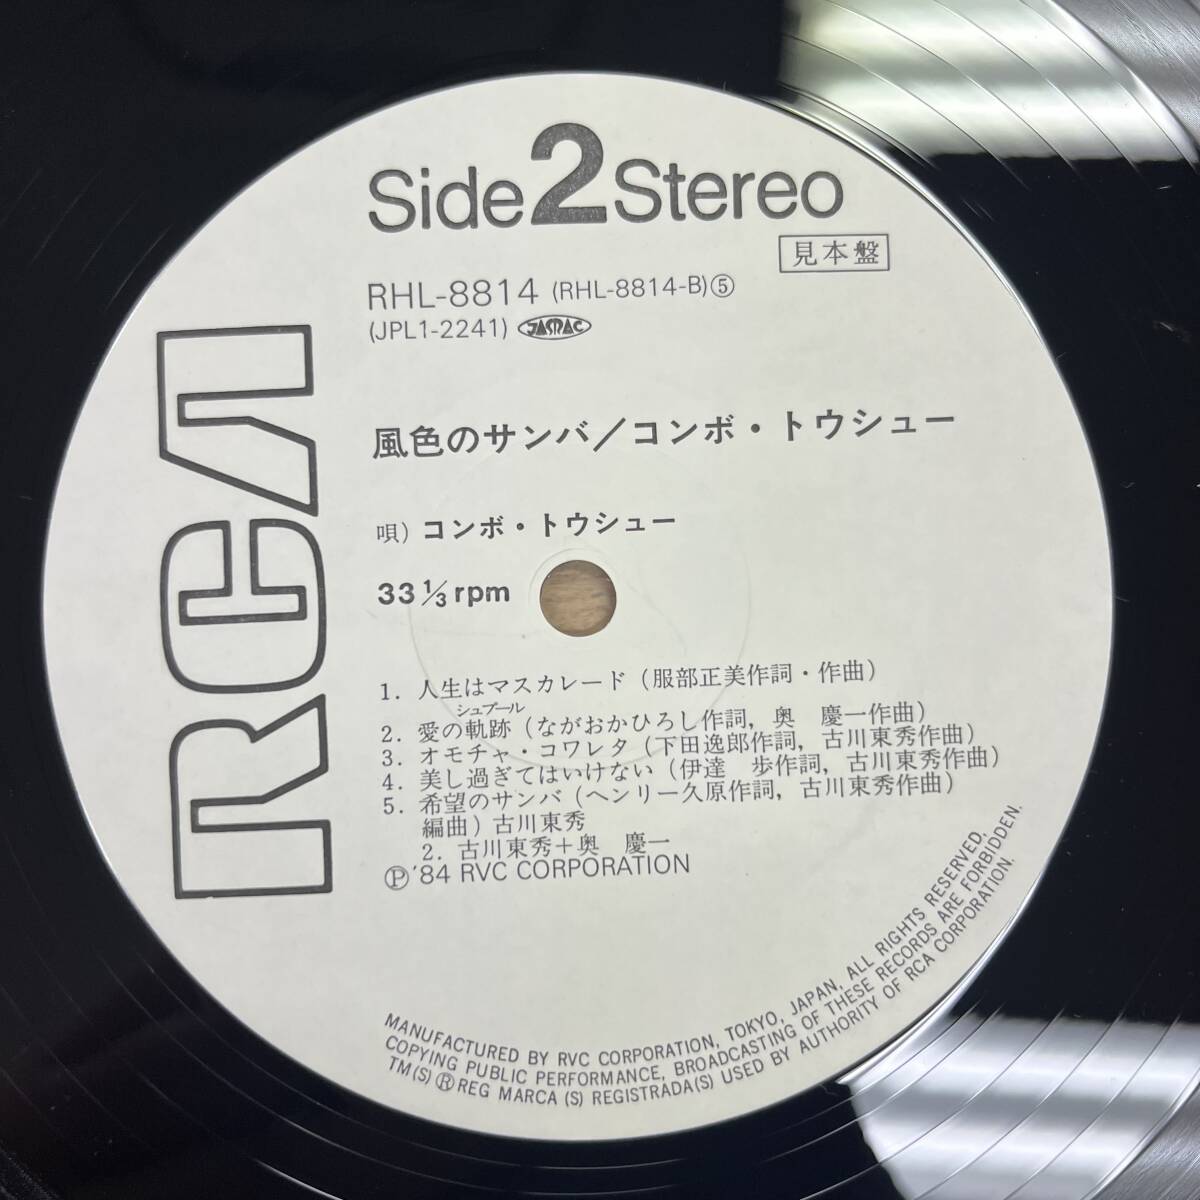 Side 2 Stereo
見本盤
RHL-8814 (RHL-8814-B)⑤
(JPL1-2241) JASRAC
RCA
風色のサンバ／コンボ・トウシュー
唄) コンボ・トウシュー
33 1/3 rpm
1. 人生はマスカレード (服部正美作詞・作曲)
シュプール
2. 愛の軌跡 (ながおかひろし作詞, 奥 慶一作曲)
3. オモチャ・コワレタ (下田逸郎作詞, 古川東秀作曲)
4. 美し過ぎてはいけない (伊達 歩作詞, 古川東秀作曲)
5. 希望のサンバ (ヘンリー久原作詞, 古川東秀作曲)
編曲) 古川東秀
2. 古川東秀+奥 慶一
Ⓟ'84 RVC CORPORATION
MANUFACTURED BY RVC CORPORATION, TOKYO, JAPAN, ALL RIGHTS RESERVED,
COPYING PUBLIC PERFORMANCE, BROADCASTING OF THESE RECORDS ARE FORBIDDEN.
TM(S) ® REG MARCA (S) REGISTRADA(S) USED BY AUTHORITY OF RCA CORPORATION.